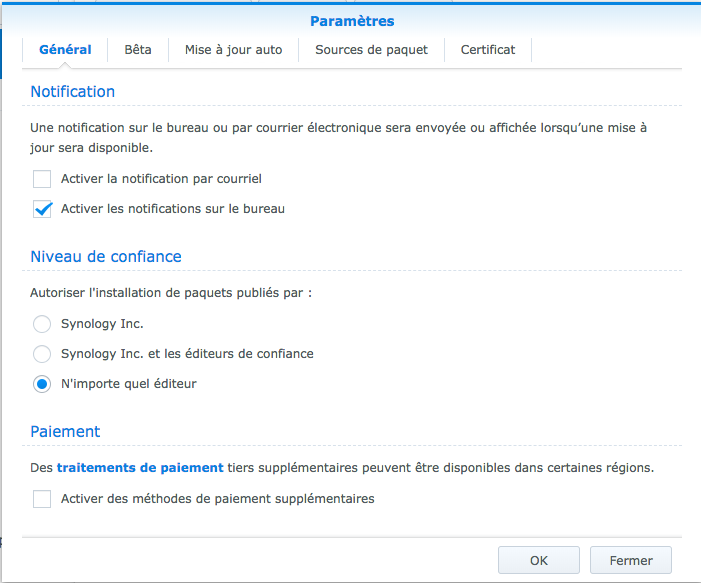 Paramètres
Général
Bêta
Mise à jour auto
Sources de paquet
Certificat
Notification
Une notification sur le bureau ou par courrier électronique sera envoyée ou affichée lorsqu'une mise à
jour sera disponible.
Activer la notification par courriel
Activer les notifications sur le bureau
Niveau de confiance
Autoriser l'installation de paquets publiés par :
Synology Inc.
Synology Inc. et les éditeurs de confiance
N'importe quel éditeur
Paiement
Des traitements de paiement tiers supplémentaires peuvent être disponibles dans certaines régions.
Activer des méthodes de paiement supplémentaires
OK
Fermer